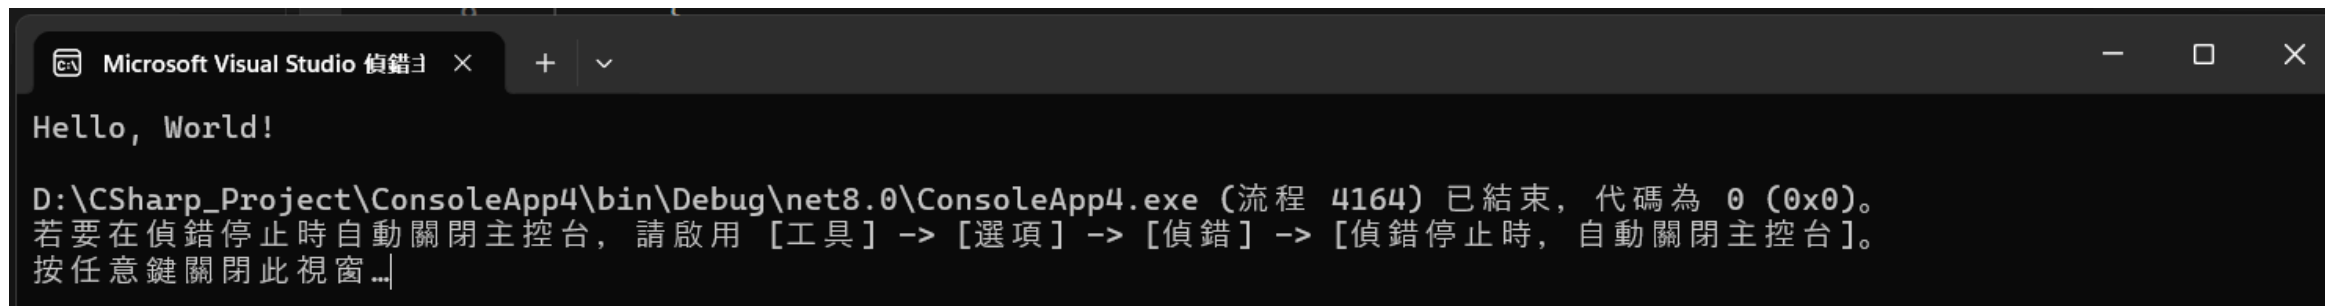 Microsoft Visual Studio 偵錯
Hello, World!
D:\CSharp_Project\ConsoleApp4\bin\Debug\net8.0\ConsoleApp4.exe (流程 4164) 已結束，代碼為 0 (0x0)。
若要在偵錯停止時自動關閉主控台，請啟用 [工具] -> [選項] -> [偵錯] -> [偵錯停止時，自動關閉主控台]。
按任意鍵關閉此視窗…